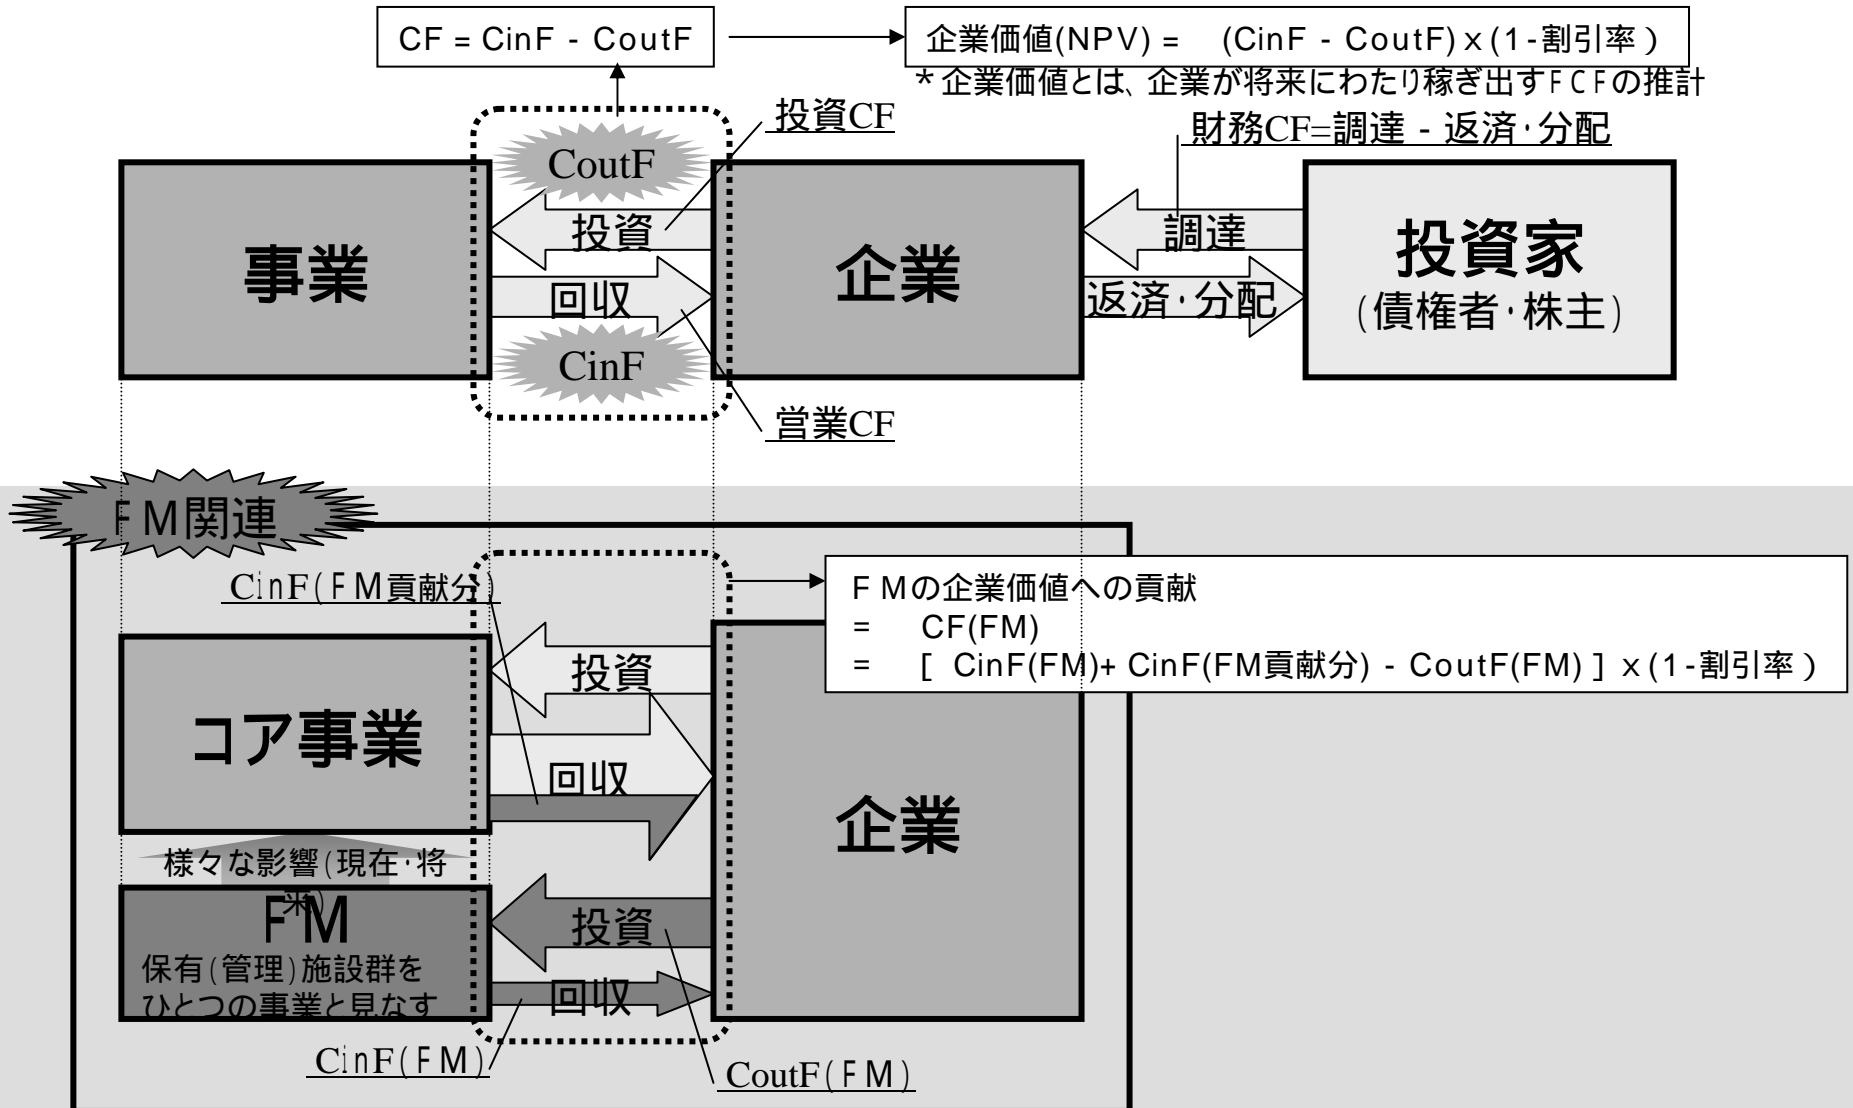 CF = CinF - CoutF
企業価値(NPV) = (CinF - CoutF) x (1-割引率)
*企業価値とは、企業が将来にわたり稼ぎ出すFCFの推計
投資CF
財務CF=調達 - 返済・分配
CoutF
事業
投資
企業
調達
投資家
(債権者・株主)
回収
返済・分配
CinF
営業CF
FM関連
CinF(FM貢献分)
FMの企業価値への貢献
= CF(FM)
= [ CinF(FM)+ CinF(FM貢献分) - CoutF(FM) ] x (1-割引率)
投資
コア事業
回収
企業
様々な影響(現在・将
来)
FM
保有(管理)施設群を
ひとつの事業と見なす
投資
回収
CinF(FM)
CoutF(FM)